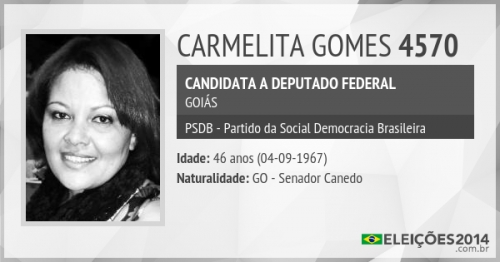 CARMELITA GOMES 4570
CANDIDATA A DEPUTADO FEDERAL
GOIÁS
PSDB - Partido da Social Democracia Brasileira
Idade: 46 anos (04-09-1967)
Naturalidade: GO - Senador Canedo
ELEIÇÕES2014
.com.br